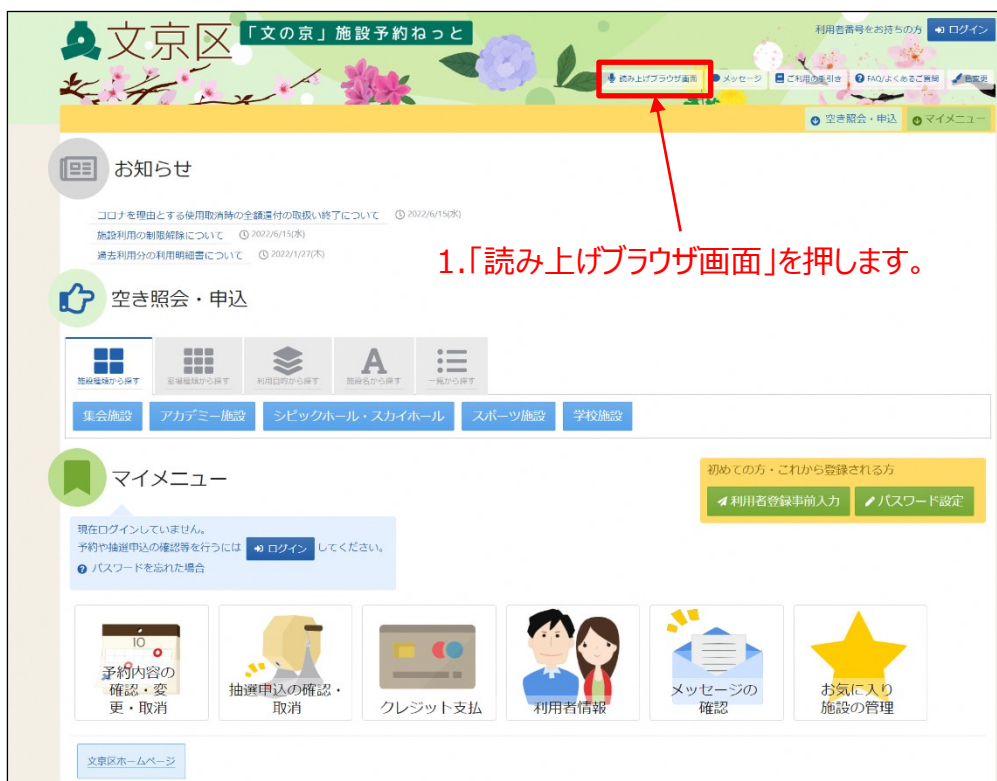 文京区「文の京」施設予約ねっと
利用者番号をお持ちの方 ログイン
読み上げブラウザ画面 メッセージ ご利用の手引き FAQ/よくあるご質問 色変更
空き照会・申込 マイメニュー
お知らせ
コロナを理由とする使用取消時の全額還付の取扱い終了について 2022/6/15(水)
施設利用の制限解除について 2022/6/15(水)
過去利用分の利用明細書について 2022/1/27(木)
1.「読み上げブラウザ画面」を押します。
空き照会・申込
施設種類から探す 室場種類から探す 利用目的から探す 施設名から探す 一覧から探す
集会施設 アカデミー施設 シビックホール・スカイホール スポーツ施設 学校施設
マイメニュー
初めての方・これから登録される方
利用者登録事前入力 パスワード設定
現在ログインしていません。
予約や抽選申込の確認等を行うには ログイン してください。
パスワードを忘れた場合
10
予約内容の
確認・変
更・取消
抽選申込の確認・
取消
クレジット支払
利用者情報
メッセージの
確認
お気に入り
施設の管理
文京区ホームページ